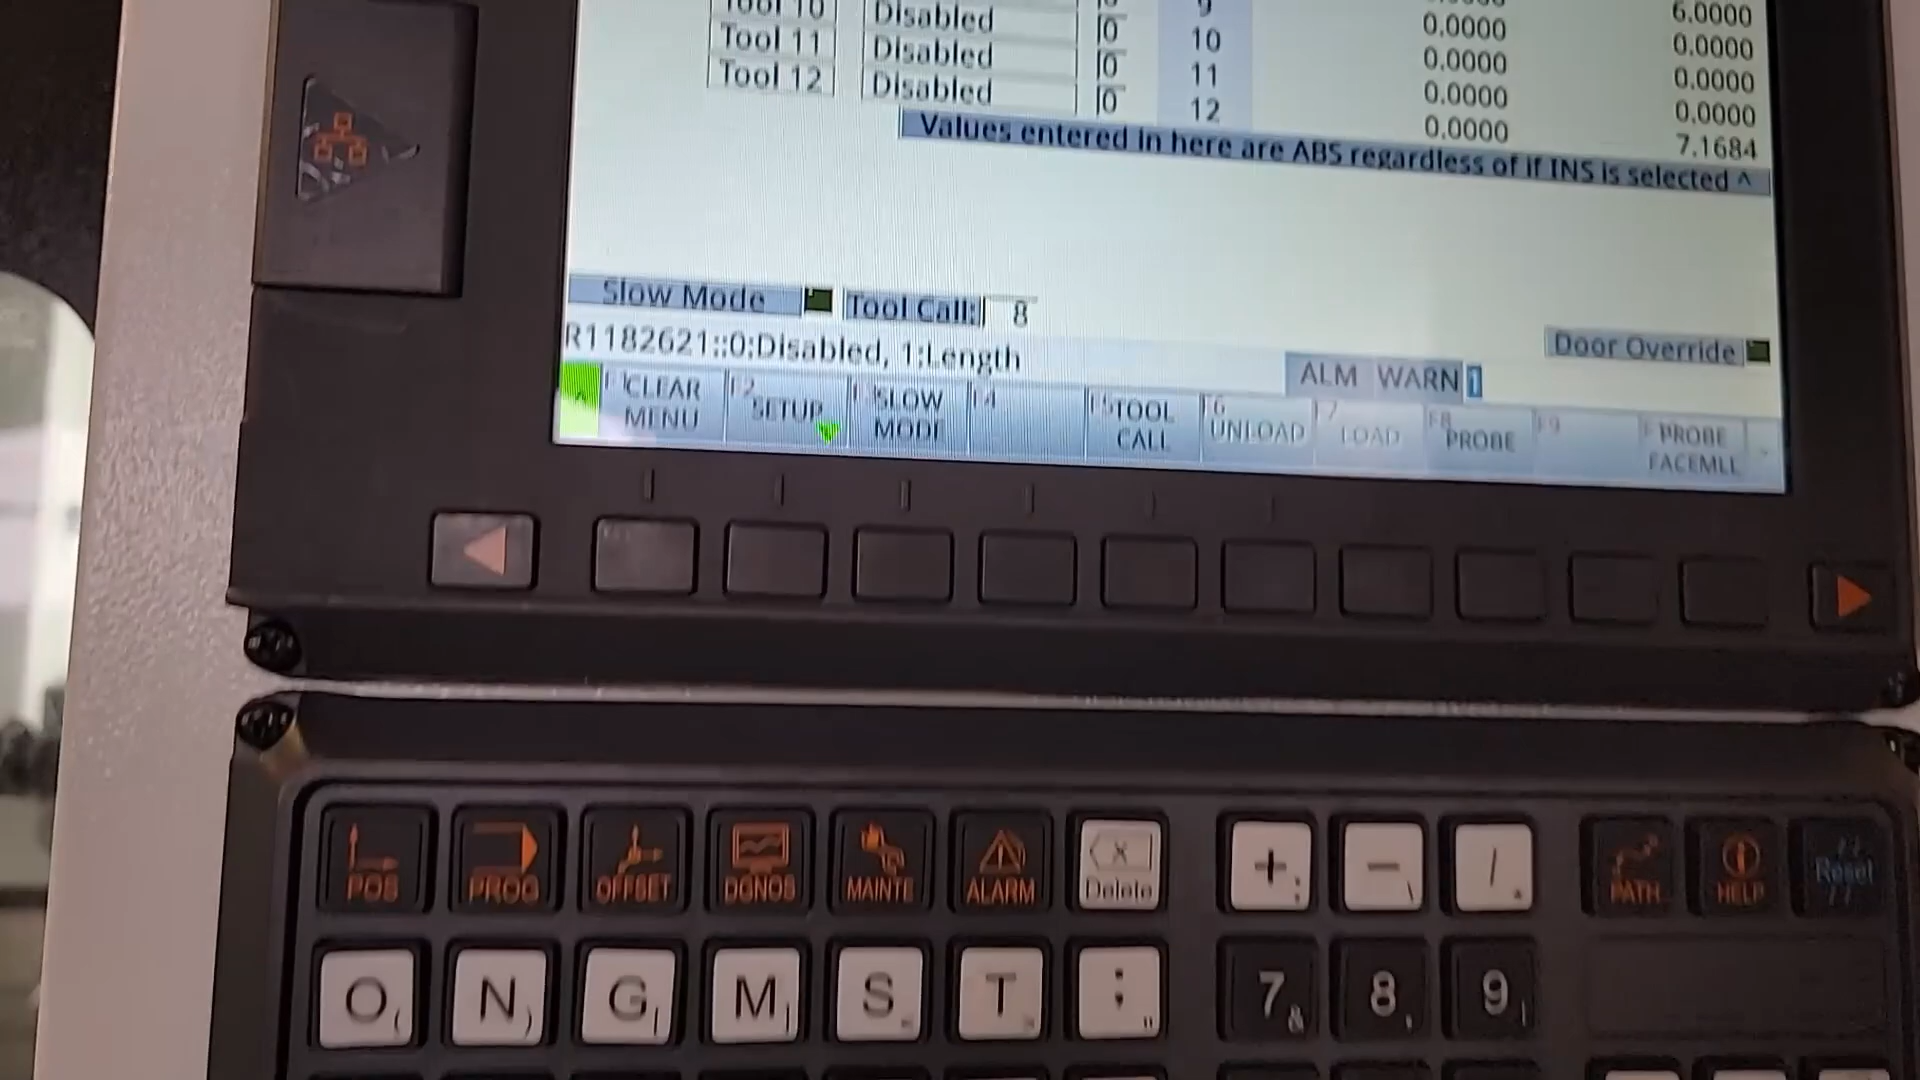 Tool 10 Disabled 0 9 6.0000
Tool 11 Disabled 0 10 0.0000 0.0000
Tool 12 Disabled 0 11 0.0000 0.0000
12 0.0000 0.0000
0.0000 7.1684
Values entered in here are ABS regardless of if INS is selected ^
Slow Mode Tool Call: 8
R1182621::0:Disabled, 1:Length
Door Override
ALM WARN 1
F1 CLEAR MENU
F2 SETUP
F3 SLOW MODE
F4
F5 TOOL CALL
F6 UNLOAD
F7 LOAD
F8 PROBE
F9
PROBE FACEMLL
POS PROG OFFSET DGNOS MAINTE ALARM Delete + ; - / PATH HELP Reset //
O ( N ) G M S T ; 7 & 8 , 9